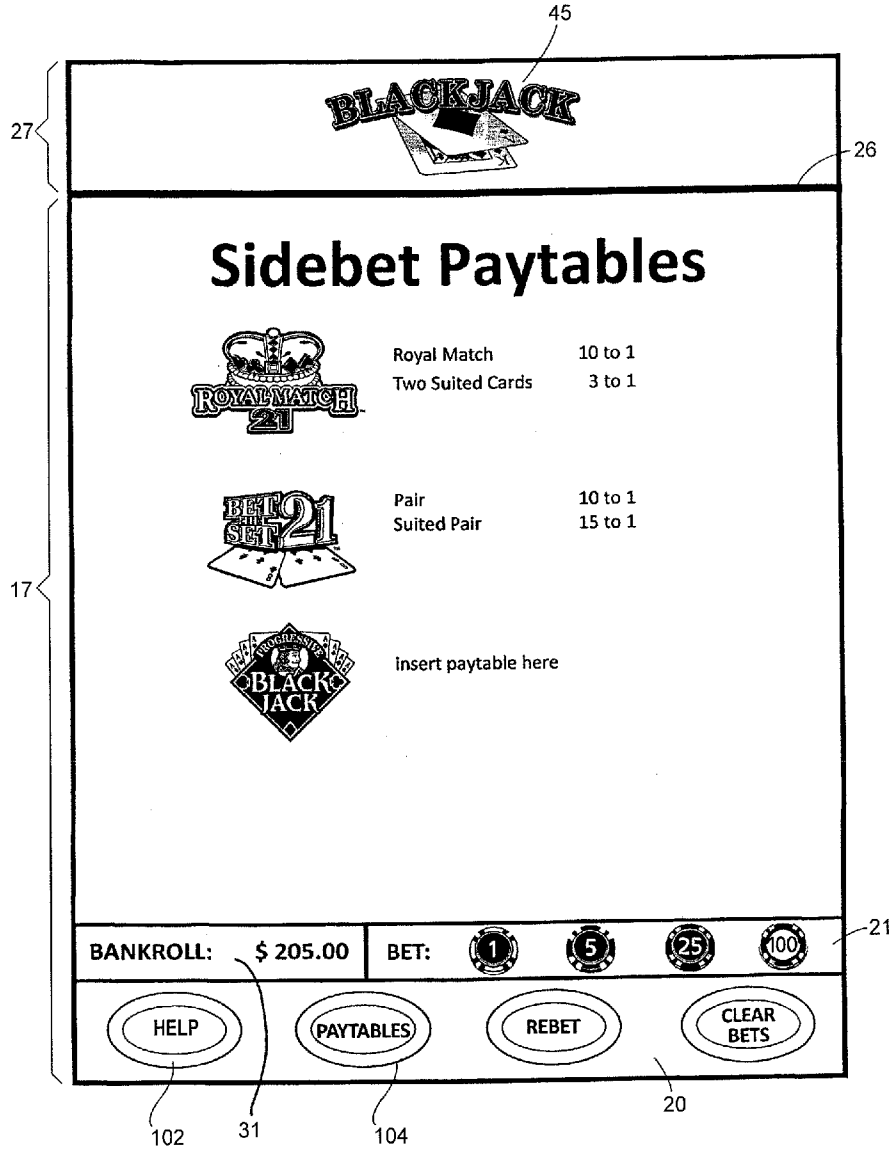 45
BLACKJACK
27
26
Sidebet Paytables
Royal Match 10 to 1
Two Suited Cards 3 to 1
ROYAL MATCH
21
Pair 10 to 1
Suited Pair 15 to 1
BET
THE
SET
21
17
PROGRESSIVE
BLACK
JACK
insert paytable here
BANKROLL: $ 205.00 BET: 1 5 25 100 21
HELP PAYTABLES REBET CLEAR
BETS
102 31 104 20